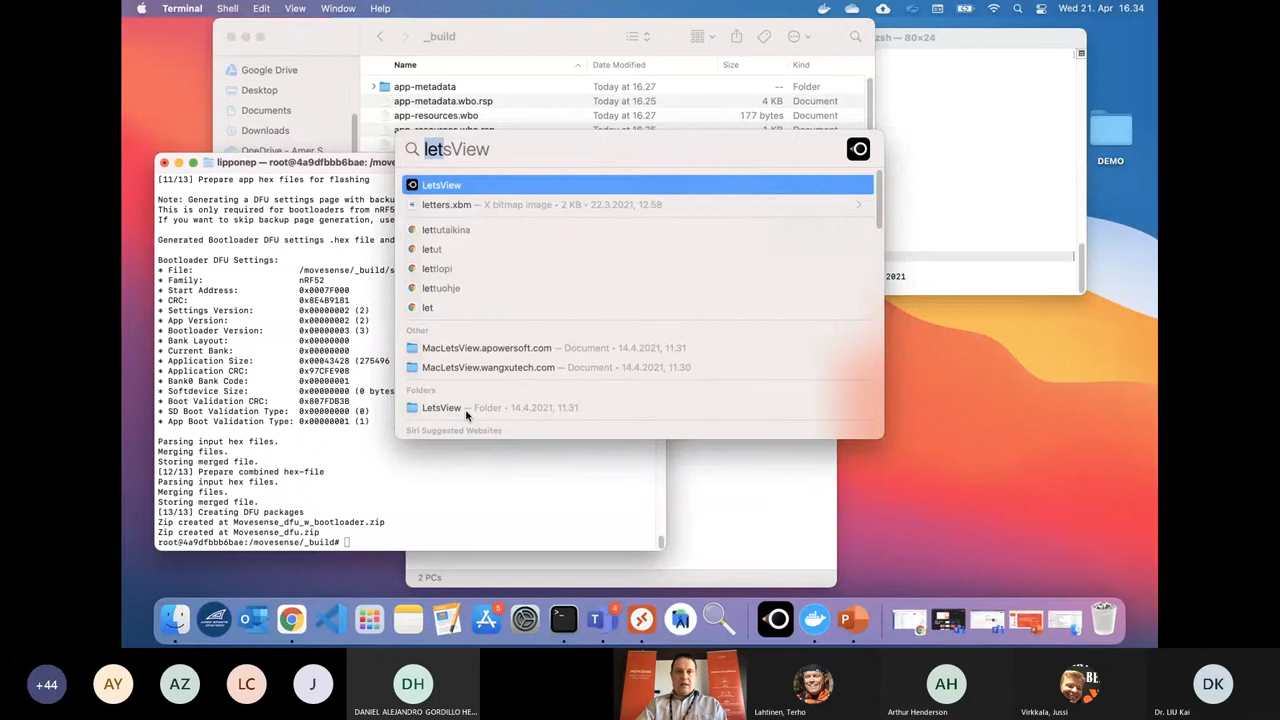 Terminal Shell Edit View Window Help
Wed 21. Apr 16.34
_build
zsh — 80×24
Name Date Modified Size Kind
Google Drive
Desktop
Documents
Downloads
OneDrive - Amer S
app-metadata Today at 16.27 -- Folder
app-metadata.wbo.rsp Today at 16.25 4 KB Document
app-resources.wbo Today at 16.27 177 bytes Document
letsView
LetsView
letters.xbm — X bitmap image • 2 KB • 22.3.2021, 12.58
lettutaikina
letut
lettlopi
lettuohje
let
Other
MacLetsView.apowersoft.com — Document • 14.4.2021, 11.31
MacLetsView.wangxutech.com — Document • 14.4.2021, 11.30
Folders
LetsView — Folder • 14.4.2021, 11.31
Siri Suggested Websites
2021
DEMO
lipponep — root@4a9dfbbb6bae: /move
[11/13] Prepare app hex files for flashing
Note: Generating a DFU settings page with backu
This is only required for bootloaders from nRF5
If you want to skip backup page generation, use
Generated Bootloader DFU settings .hex file and
Bootloader DFU Settings:
* File: /movesense/_build/s
* Family: nRF52
* Start Address: 0x0007F000
* CRC: 0x8E4B9181
* Settings Version: 0x00000002 (2)
* App Version: 0x00000002 (2)
* Bootloader Version: 0x00000003 (3)
* Bank Layout: 0x00000000
* Current Bank: 0x00000000
* Application Size: 0x00043428 (275496
* Application CRC: 0x97CFE908
* Bank0 Bank Code: 0x00000001
* Softdevice Size: 0x00000000 (0 bytes
* Boot Validation CRC: 0x807FDB3B
* SD Boot Validation Type: 0x00000000 (0)
* App Boot Validation Type: 0x00000001 (1)
Parsing input hex files.
Merging files.
Storing merged file.
[12/13] Prepare combined hex-file
Parsing input hex files.
Merging files.
Storing merged file.
[13/13] Creating DFU packages
Zip created at Movesense_dfu_w_bootloader.zip
Zip created at Movesense_dfu.zip
root@4a9dfbbb6bae:/movesense/_build#
2 PCs
+44
AY
AZ
LC
J
DH
DANIEL ALEJANDRO GORDILLO HE...
Lahtinen, Terho
AH
Arthur Henderson
Virkkala, Jussi
DK
Dr. LIU Kai